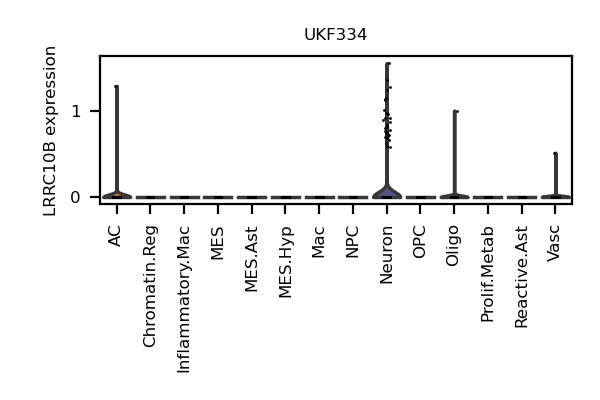 UKF334
LRRC10B expression
1
0
AC
Chromatin.Reg
Inflammatory.Mac
MES
MES.Ast
MES.Hyp
Mac
NPC
Neuron
OPC
Oligo
Prolif.Metab
Reactive.Ast
Vasc